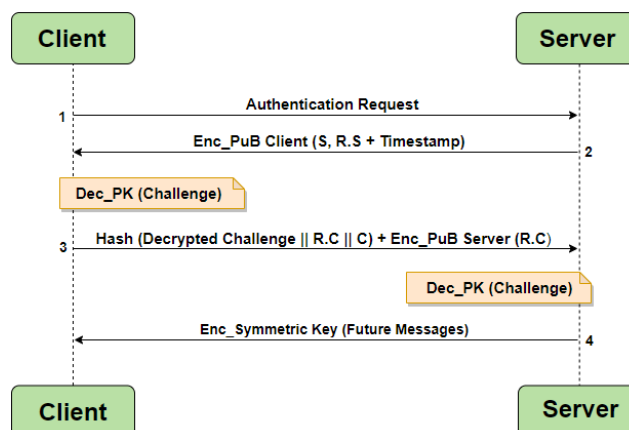 Client
Server
Authentication Request
1
Enc_PuB Client (S, R.S + Timestamp)
2
Dec_PK (Challenge)
Hash (Decrypted Challenge || R.C || C) + Enc_PuB Server (R.C)
3
Dec_PK (Challenge)
Enc_Symmetric Key (Future Messages)
4
Client
Server